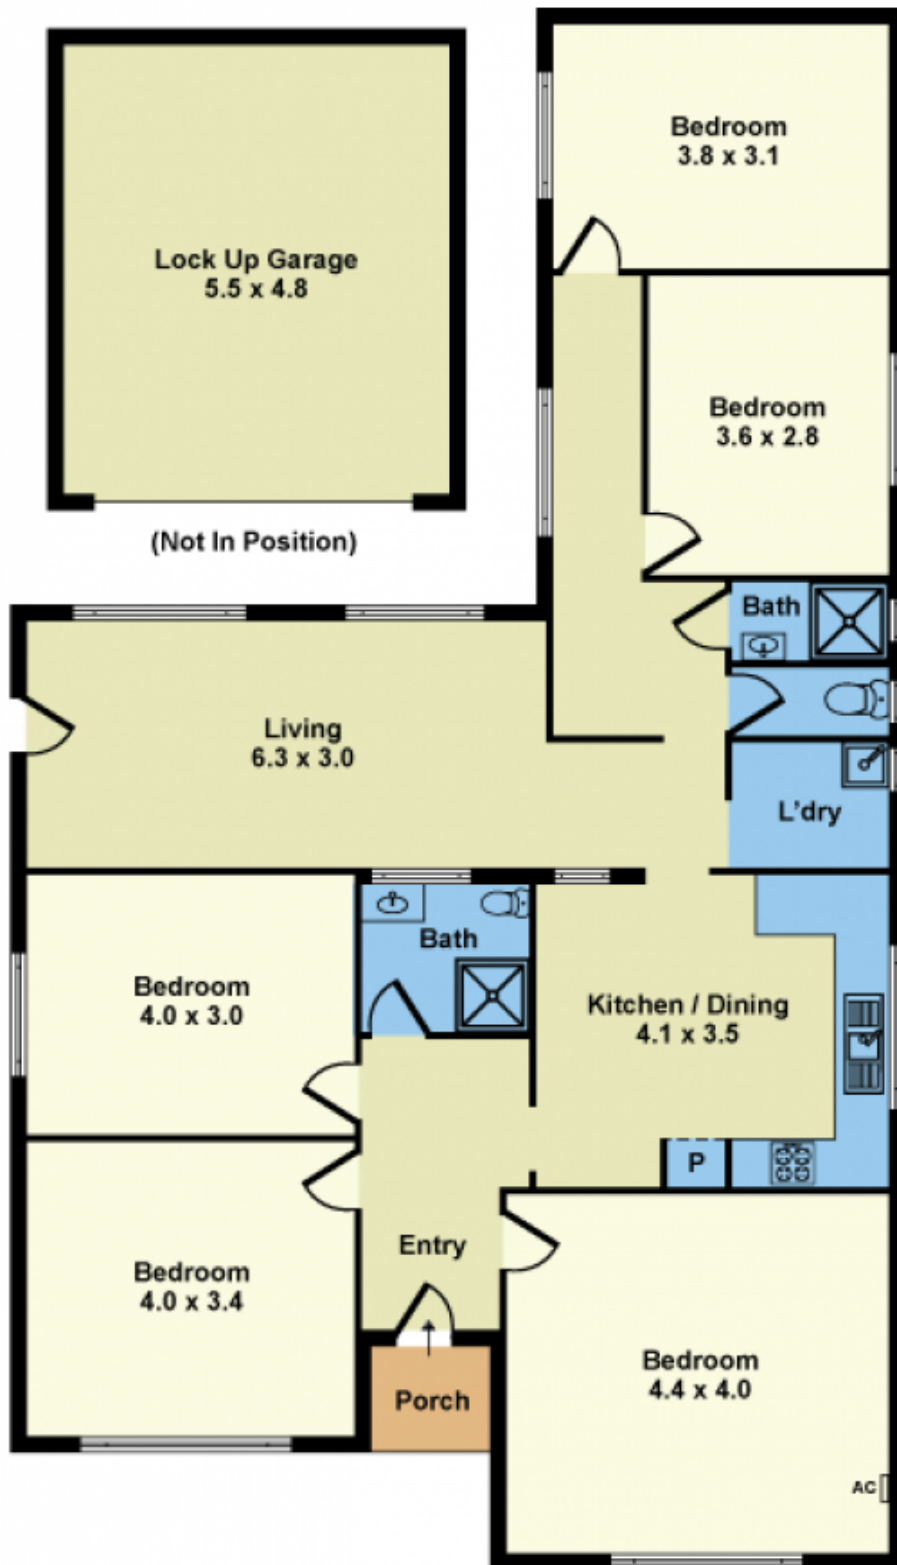 Bedroom
3.8 x 3.1
Lock Up Garage
5.5 x 4.8
Bedroom
3.6 x 2.8
(Not In Position)
Bath
Living
6.3 x 3.0
L'dry
Bath
Bedroom
4.0 x 3.0
Kitchen / Dining
4.1 x 3.5
P
Entry
Bedroom
4.0 x 3.4
Bedroom
4.4 x 4.0
Porch
AC